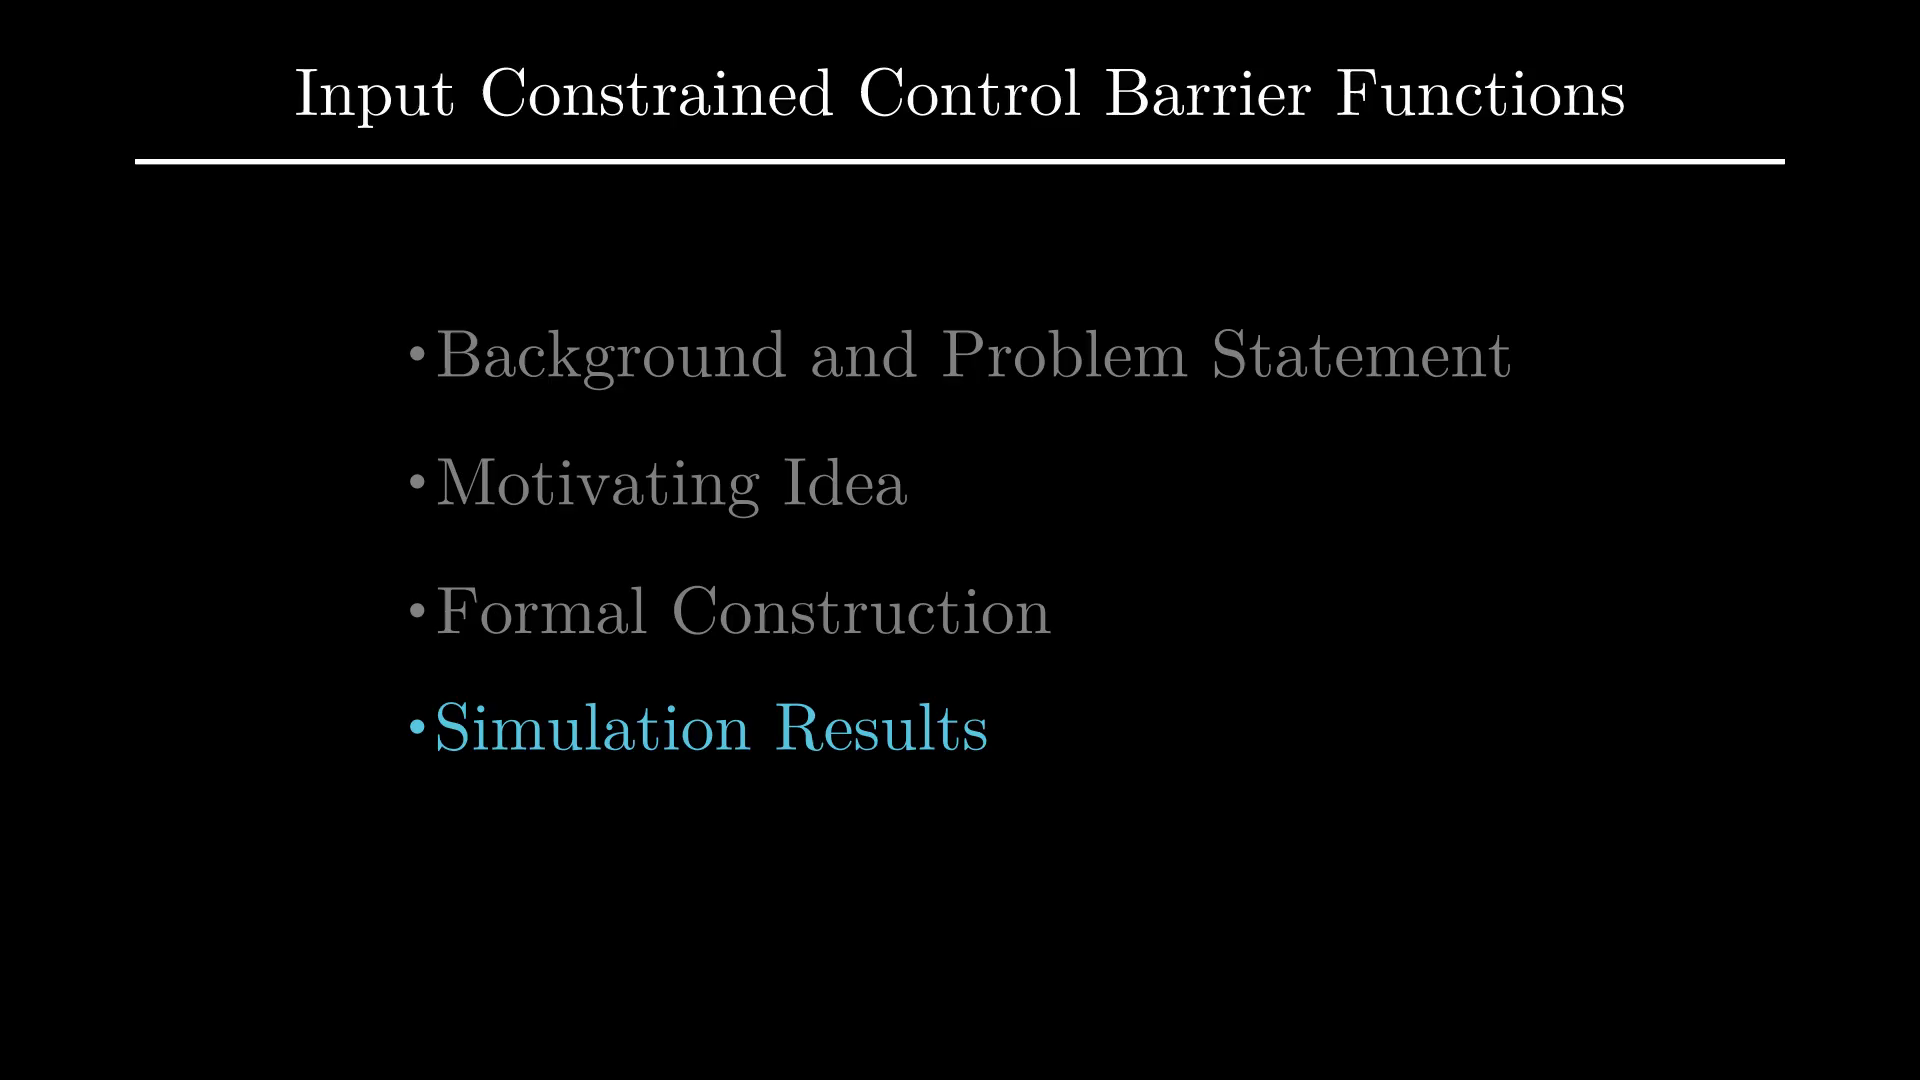 Input Constrained Control Barrier Functions
• Background and Problem Statement
• Motivating Idea
• Formal Construction
• Simulation Results